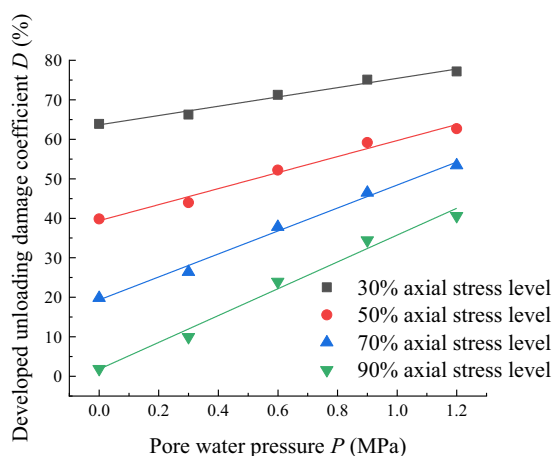 Developed unloading damage coefficient D (%)
80
70
60
50
40
30
20
10
0
30% axial stress level
50% axial stress level
70% axial stress level
90% axial stress level
0.0 0.2 0.4 0.6 0.8 1.0 1.2
Pore water pressure P (MPa)